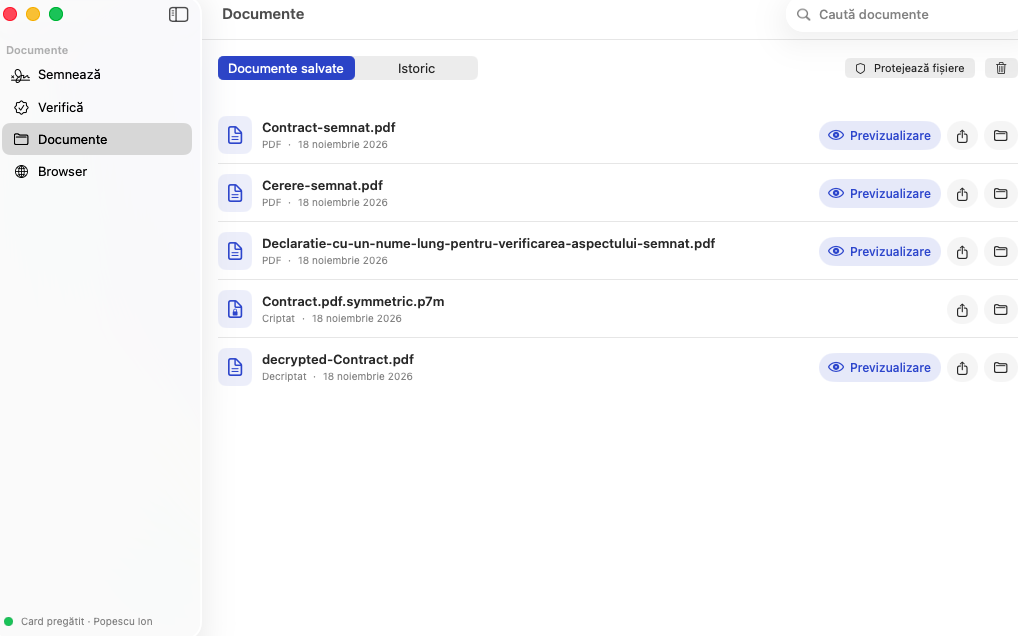 Documente
Caută documente
Documente
Semnează
Verifică
Documente
Browser
Documente salvate
Istoric
Protejează fișiere
Contract-semnat.pdf
PDF · 18 noiembrie 2026
Previzualizare
Cerere-semnat.pdf
PDF · 18 noiembrie 2026
Previzualizare
Declaratie-cu-un-nume-lung-pentru-verificarea-aspectului-semnat.pdf
PDF · 18 noiembrie 2026
Previzualizare
Contract.pdf.symmetric.p7m
Criptat · 18 noiembrie 2026
decrypted-Contract.pdf
Decriptat · 18 noiembrie 2026
Previzualizare
Card pregătit · Popescu Ion